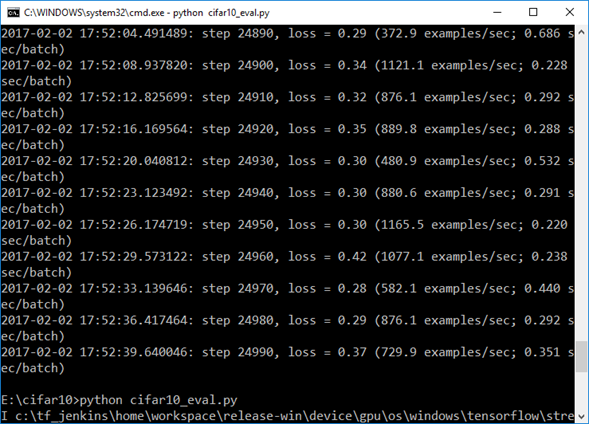 C:\WINDOWS\system32\cmd.exe - python  cifar10_eval.py
2017-02-02 17:52:04.491489: step 24890, loss = 0.29 (372.9 examples/sec; 0.686 s
ec/batch)
2017-02-02 17:52:08.937820: step 24900, loss = 0.34 (1121.1 examples/sec; 0.228
sec/batch)
2017-02-02 17:52:12.825699: step 24910, loss = 0.32 (876.1 examples/sec; 0.292 s
ec/batch)
2017-02-02 17:52:16.169564: step 24920, loss = 0.35 (889.8 examples/sec; 0.288 s
ec/batch)
2017-02-02 17:52:20.040812: step 24930, loss = 0.30 (480.9 examples/sec; 0.532 s
ec/batch)
2017-02-02 17:52:23.123492: step 24940, loss = 0.30 (880.6 examples/sec; 0.291 s
ec/batch)
2017-02-02 17:52:26.174719: step 24950, loss = 0.30 (1165.5 examples/sec; 0.220
sec/batch)
2017-02-02 17:52:29.573122: step 24960, loss = 0.42 (1077.1 examples/sec; 0.238
sec/batch)
2017-02-02 17:52:33.139646: step 24970, loss = 0.28 (582.1 examples/sec; 0.440 s
ec/batch)
2017-02-02 17:52:36.417464: step 24980, loss = 0.29 (876.1 examples/sec; 0.292 s
ec/batch)
2017-02-02 17:52:39.640046: step 24990, loss = 0.37 (729.9 examples/sec; 0.351 s
ec/batch)
E:\cifar10>python cifar10_eval.py
I c:\tf_jenkins\home\workspace\release-win\device\gpu\os\windows\tensorflow\stre